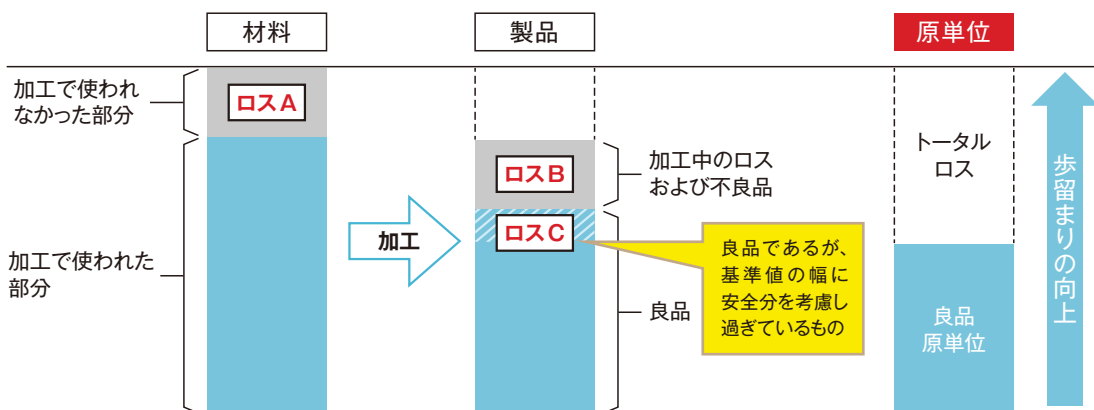 材料
製品
原単位
加工で使われ
なかった部分
ロスA
加工で使われた
部分
加工
ロスB
加工中のロス
および不良品
ロスC
良品であるが、
基準値の幅に
安全分を考慮し
過ぎているもの
良品
トータル
ロス
良品
原単位
歩留まりの向上